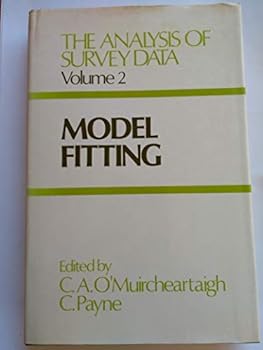 THE ANALYSIS OF
SURVEY DATA
Volume 2
MODEL
FITTING
Edited by
C.A.O'Muircheartaigh
C.Payne